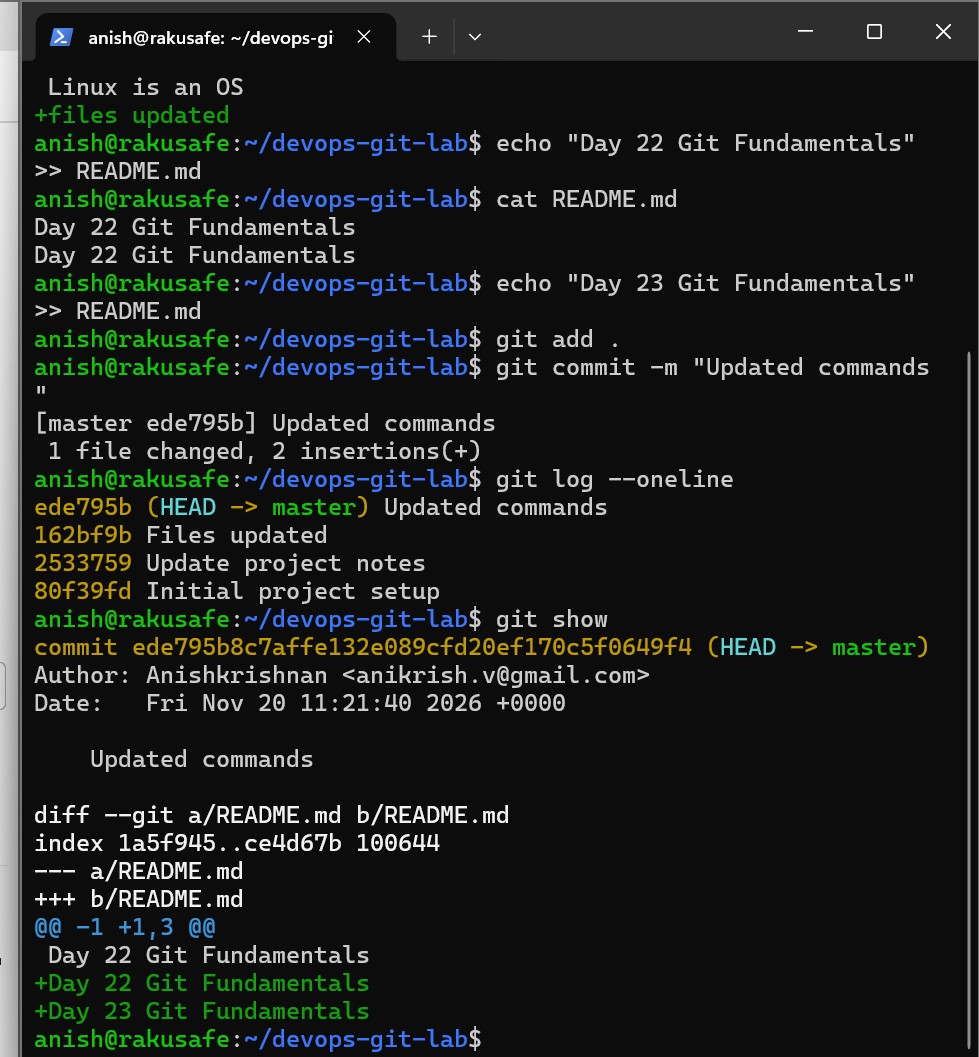 anish@rakusafe: ~/devops-gi
 Linux is an OS
+files updated
anish@rakusafe:~/devops-git-lab$ echo "Day 22 Git Fundamentals"
>> README.md
anish@rakusafe:~/devops-git-lab$ cat README.md
Day 22 Git Fundamentals
Day 22 Git Fundamentals
anish@rakusafe:~/devops-git-lab$ echo "Day 23 Git Fundamentals"
>> README.md
anish@rakusafe:~/devops-git-lab$ git add .
anish@rakusafe:~/devops-git-lab$ git commit -m "Updated commands
"
[master ede795b] Updated commands
 1 file changed, 2 insertions(+)
anish@rakusafe:~/devops-git-lab$ git log --oneline
ede795b (HEAD -> master) Updated commands
162bf9b Files updated
2533759 Update project notes
80f39fd Initial project setup
anish@rakusafe:~/devops-git-lab$ git show
commit ede795b8c7affe132e089cfd20ef170c5f0649f4 (HEAD -> master)
Author: Anishkrishnan <anikrish.v@gmail.com>
Date:   Fri Nov 20 11:21:40 2026 +0000

    Updated commands

diff --git a/README.md b/README.md
index 1a5f945..ce4d67b 100644
--- a/README.md
+++ b/README.md
@@ -1 +1,3 @@
 Day 22 Git Fundamentals
+Day 22 Git Fundamentals
+Day 23 Git Fundamentals
anish@rakusafe:~/devops-git-lab$